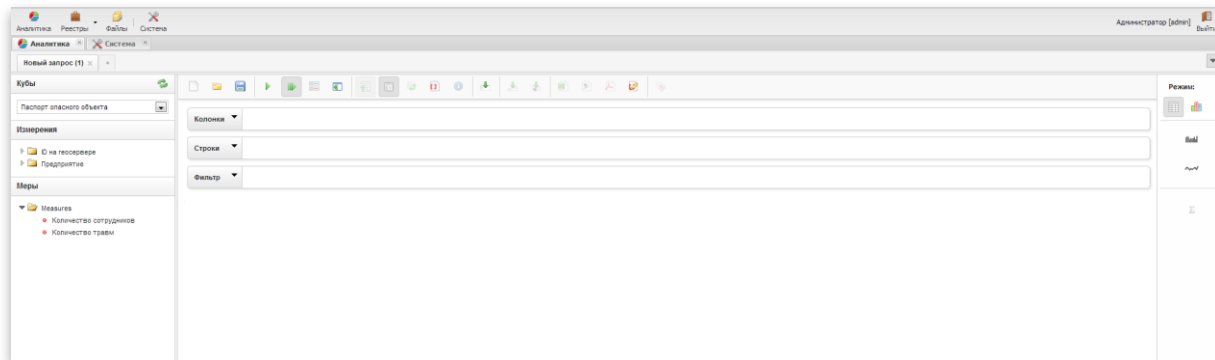 Аналитика Реестры Файлы Система
Администратор [admin] Выйти
Аналитика Система
Новый запрос (1)
Кубы
Паспорт опасного объекта
Измерения
ID на геосервере
Предприятие
Меры
Measures
Количество сотрудников
Количество травм
Колонки
Строки
Фильтр
Режим: